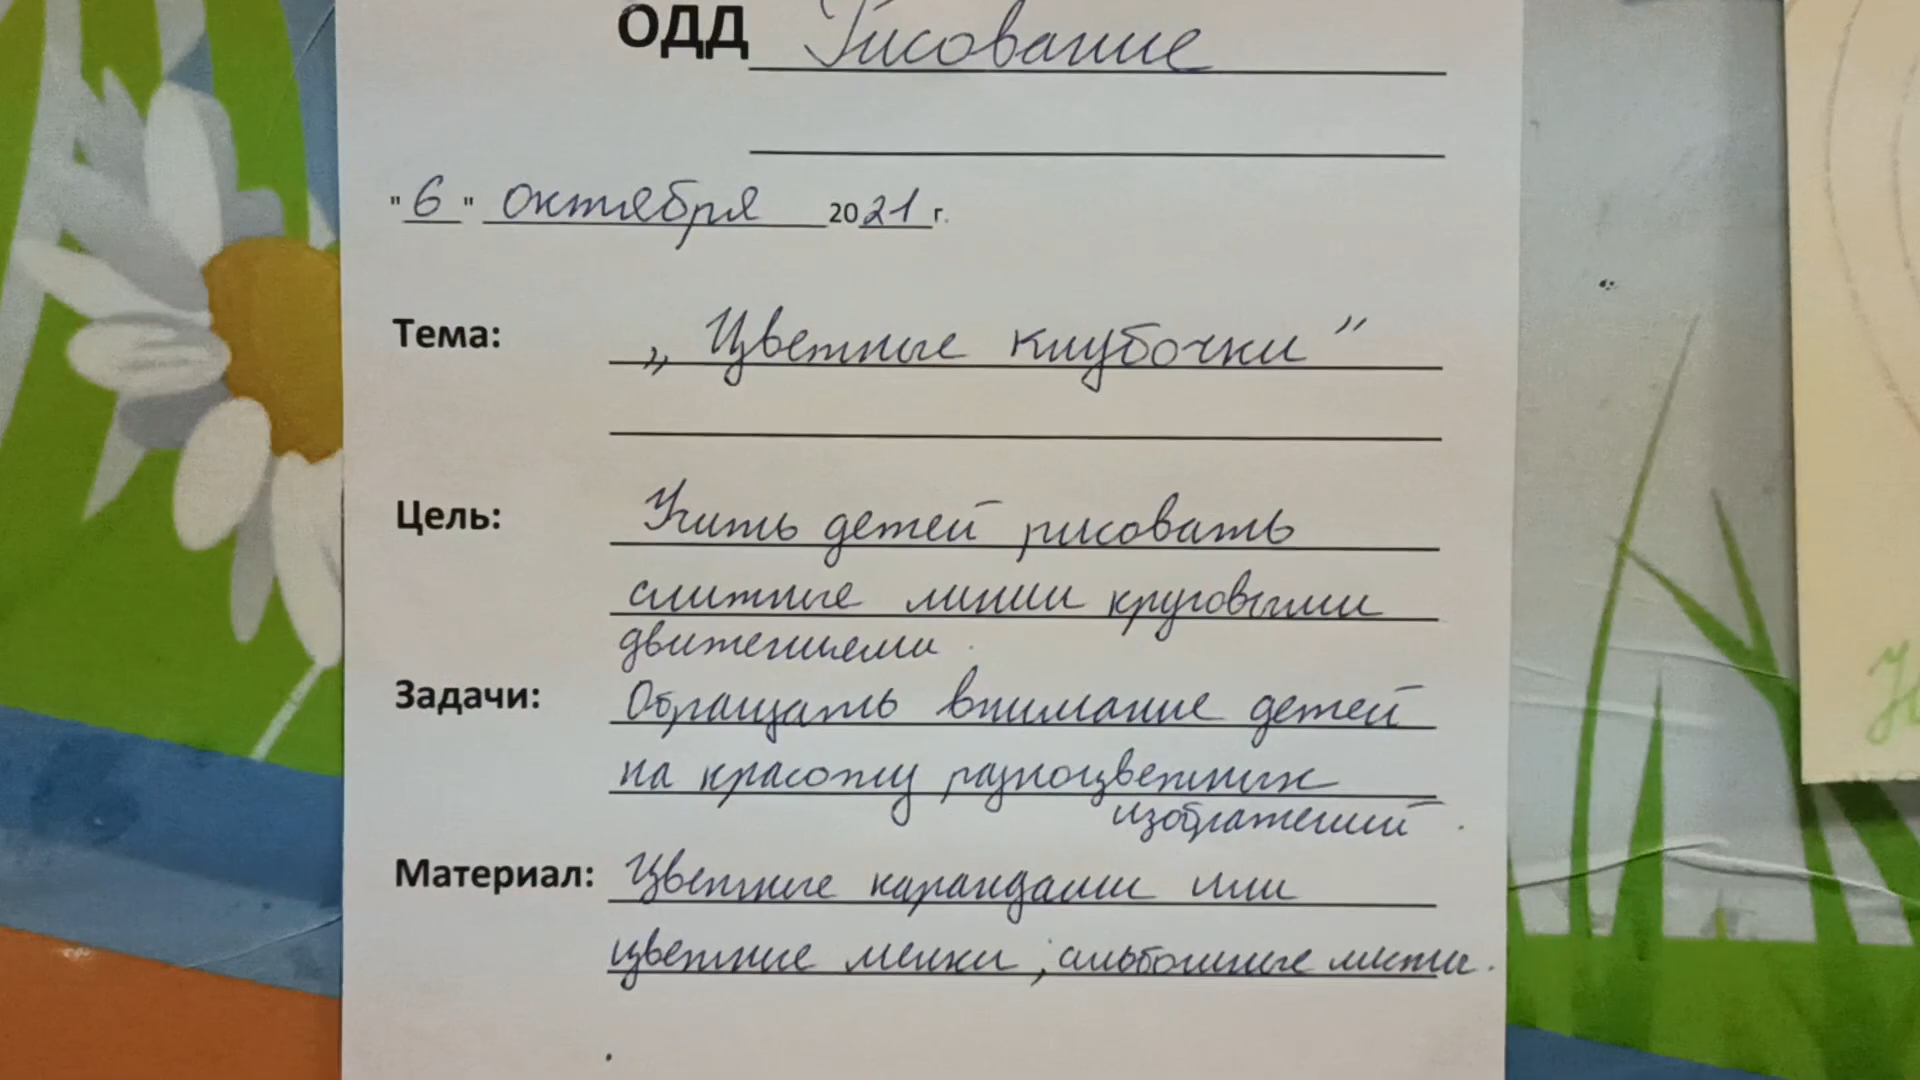 ОДД Рисование
"6" октября 2021 г.
Тема: „Цветные клубочки"
Цель: Учить детей рисовать
слитные линии круговыми
движениями.
Задачи: Обращать внимание детей
на красоту разноцветных
изображений.
Материал: Цветные карандаши или
цветные мелки, альбомные листы.